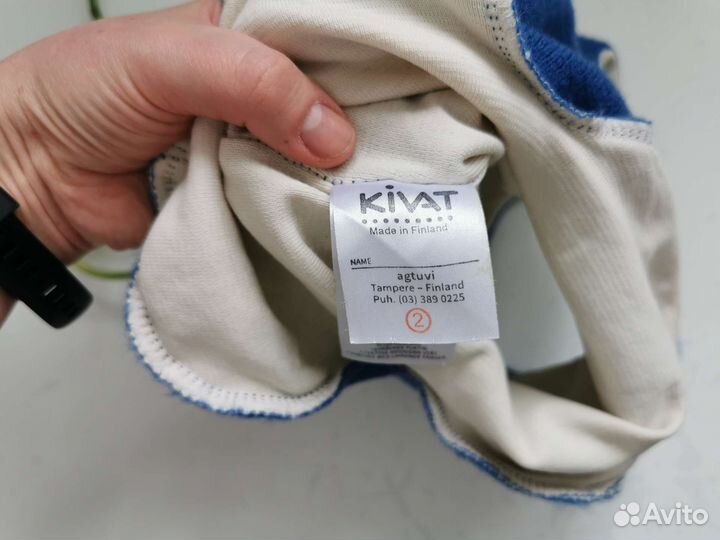 KIVAT
Made in Finland
NAME
agtuvi
Tampere – Finland
Puh. (03) 389 0225
2
Avito